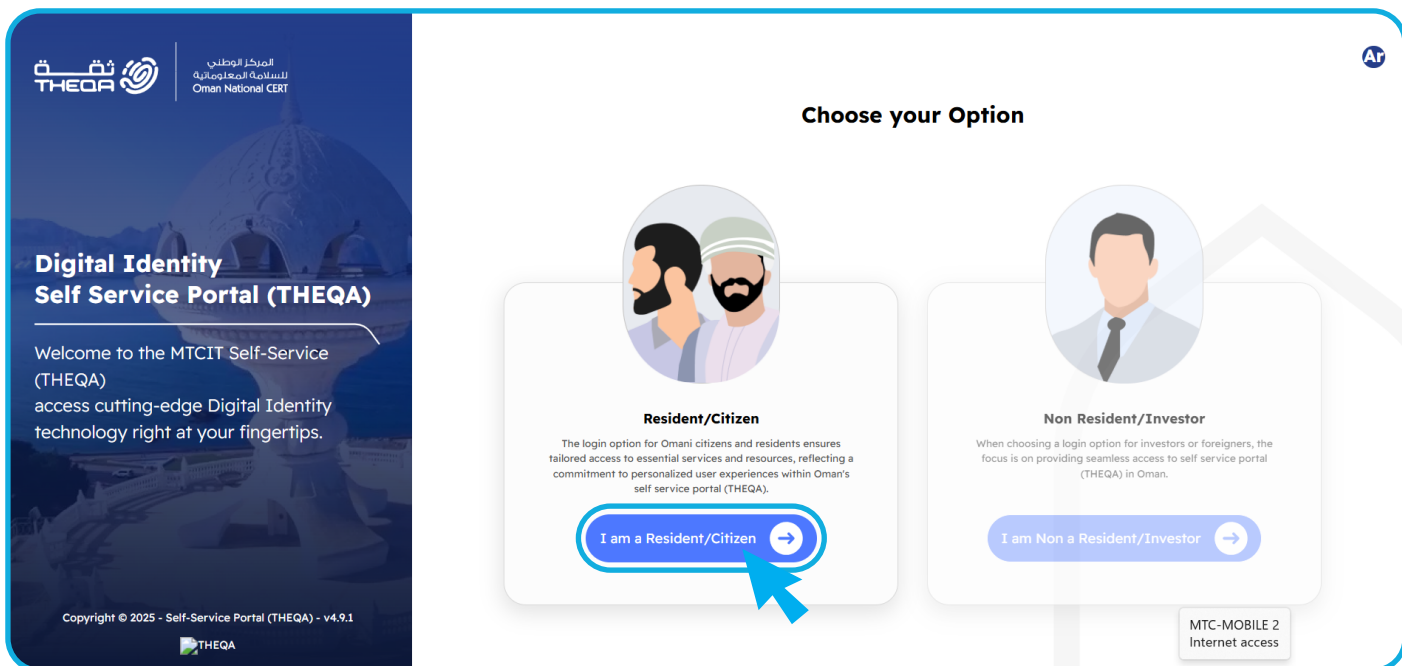 ثقة
THEQA
المركز الوطني
للسلامة المعلوماتية
Oman National CERT
Digital Identity
Self Service Portal (THEQA)
Welcome to the MTCIT Self-Service
(THEQA)
access cutting-edge Digital Identity
technology right at your fingertips.
Copyright © 2025 - Self-Service Portal (THEQA) - v4.9.1
THEQA
Ar
Choose your Option
Resident/Citizen
The login option for Omani citizens and residents ensures
tailored access to essential services and resources, reflecting a
commitment to personalized user experiences within Oman's
self service portal (THEQA).
I am a Resident/Citizen
Non Resident/Investor
When choosing a login option for investors or foreigners, the
focus is on providing seamless access to self service portal
(THEQA) in Oman.
I am Non a Resident/Investor
MTC-MOBILE 2
Internet access